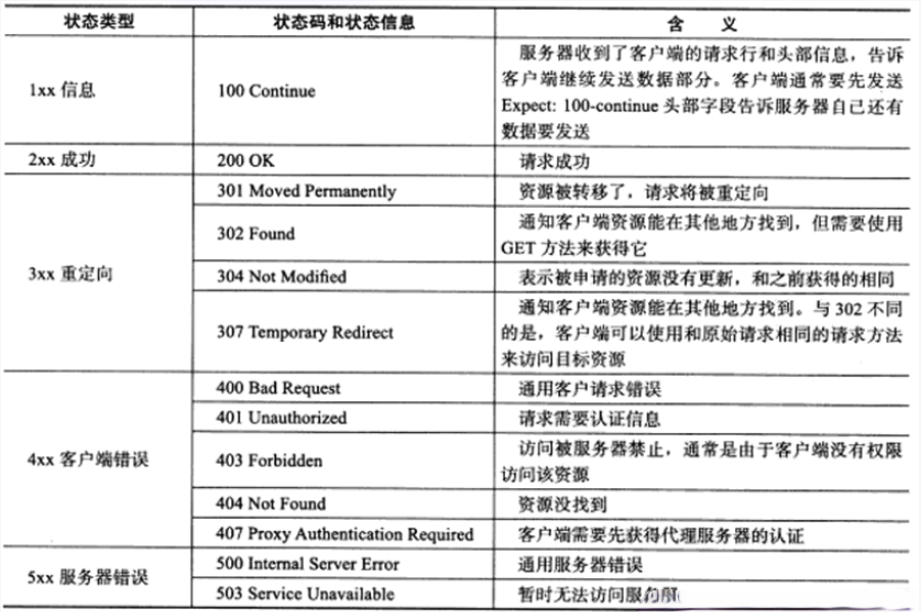 状态类型 状态码和状态信息 含 义
1xx 信息 100 Continue 服务器收到了客户端的请求行和头部信息，告诉
客户端继续发送数据部分。客户端通常要先发送
Expect: 100-continue 头部字段告诉服务器自己还有
数据要发送
2xx 成功 200 OK 请求成功
3xx 重定向 301 Moved Permanently 资源被转移了，请求将被重定向
302 Found 通知客户端资源能在其他地方找到，但需要使用
GET 方法来获得它
304 Not Modified 表示被申请的资源没有更新，和之前获得的相同
307 Temporary Redirect 通知客户端资源能在其他地方找到。与 302 不同
的是，客户端可以使用和原始请求相同的请求方法
来访问目标资源
4xx 客户端错误 400 Bad Request 通用客户请求错误
401 Unauthorized 请求需要认证信息
403 Forbidden 访问被服务器禁止，通常是由于客户端没有权限
访问该资源
404 Not Found 资源没找到
407 Proxy Authentication Required 客户端需要先获得代理服务器的认证
5xx 服务器错误 500 Internal Server Error 通用服务器错误
503 Service Unavailable 暂时无法访问服务器